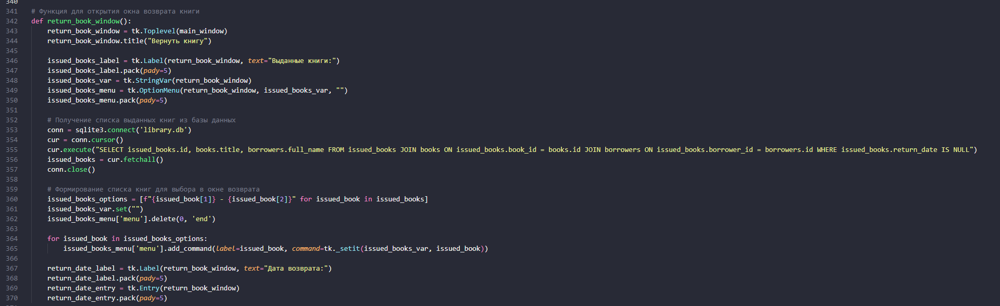 340
341 # Функция для открытия окна возврата книги
342 def return_book_window():
343     return_book_window = tk.Toplevel(main_window)
344     return_book_window.title("Вернуть книгу")
345
346     issued_books_label = tk.Label(return_book_window, text="Выданные книги:")
347     issued_books_label.pack(pady=5)
348     issued_books_var = tk.StringVar(return_book_window)
349     issued_books_menu = tk.OptionMenu(return_book_window, issued_books_var, "")
350     issued_books_menu.pack(pady=5)
351
352     # Получение списка выданных книг из базы данных
353     conn = sqlite3.connect('library.db')
354     cur = conn.cursor()
355     cur.execute("SELECT issued_books.id, books.title, borrowers.full_name FROM issued_books JOIN books ON issued_books.book_id = books.id JOIN borrowers ON issued_books.borrower_id = borrowers.id WHERE issued_books.return_date IS NULL")
356     issued_books = cur.fetchall()
357     conn.close()
358
359     # Формирование списка книг для выбора в окне возврата
360     issued_books_options = [f"{issued_book[1]} - {issued_book[2]}" for issued_book in issued_books]
361     issued_books_var.set("")
362     issued_books_menu['menu'].delete(0, 'end')
363
364     for issued_book in issued_books_options:
365         issued_books_menu['menu'].add_command(label=issued_book, command=tk._setit(issued_books_var, issued_book))
366
367     return_date_label = tk.Label(return_book_window, text="Дата возврата:")
368     return_date_label.pack(pady=5)
369     return_date_entry = tk.Entry(return_book_window)
370     return_date_entry.pack(pady=5)